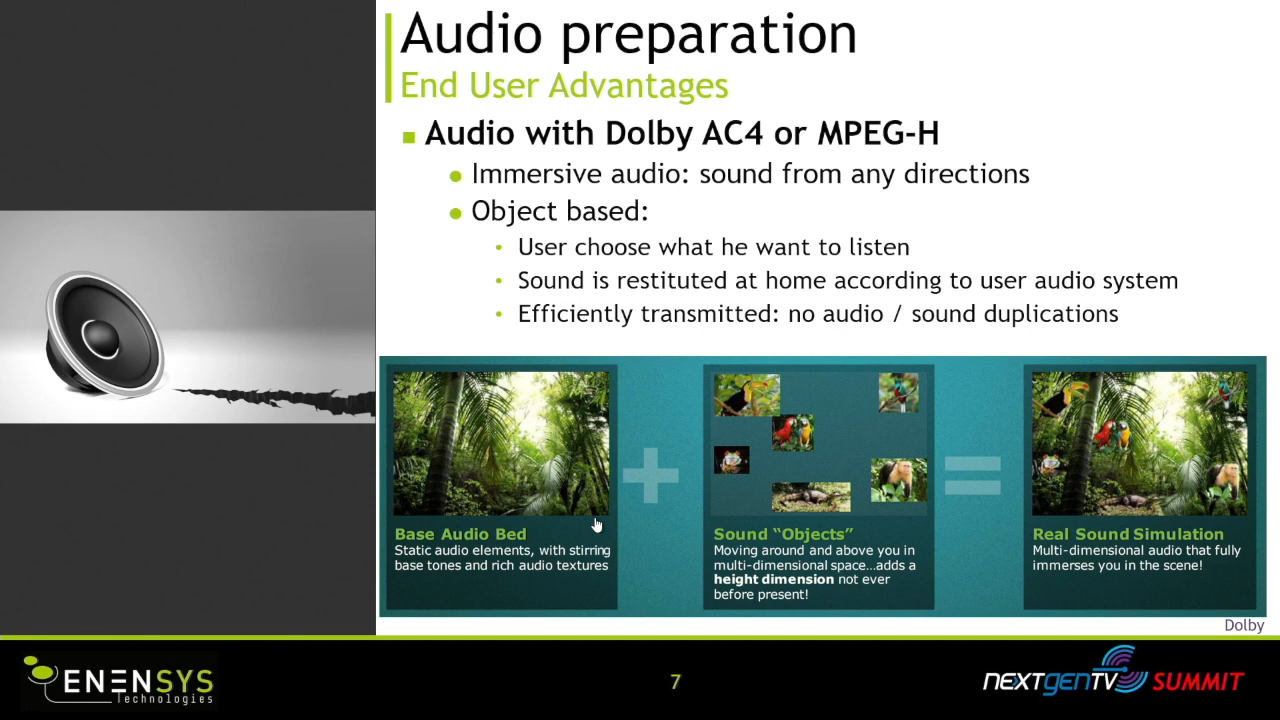 Audio preparation
End User Advantages
Audio with Dolby AC4 or MPEG-H
Immersive audio: sound from any directions
Object based:
User choose what he want to listen
Sound is restituted at home according to user audio system
Efficiently transmitted: no audio / sound duplications
Base Audio Bed
Static audio elements, with stirring
base tones and rich audio textures
Sound “Objects”
Moving around and above you in
multi-dimensional space…adds a
height dimension not ever
before present!
Real Sound Simulation
Multi-dimensional audio that fully
immerses you in the scene!
Dolby
ENENSYS
Technologies
7
NEXTGENTV SUMMIT